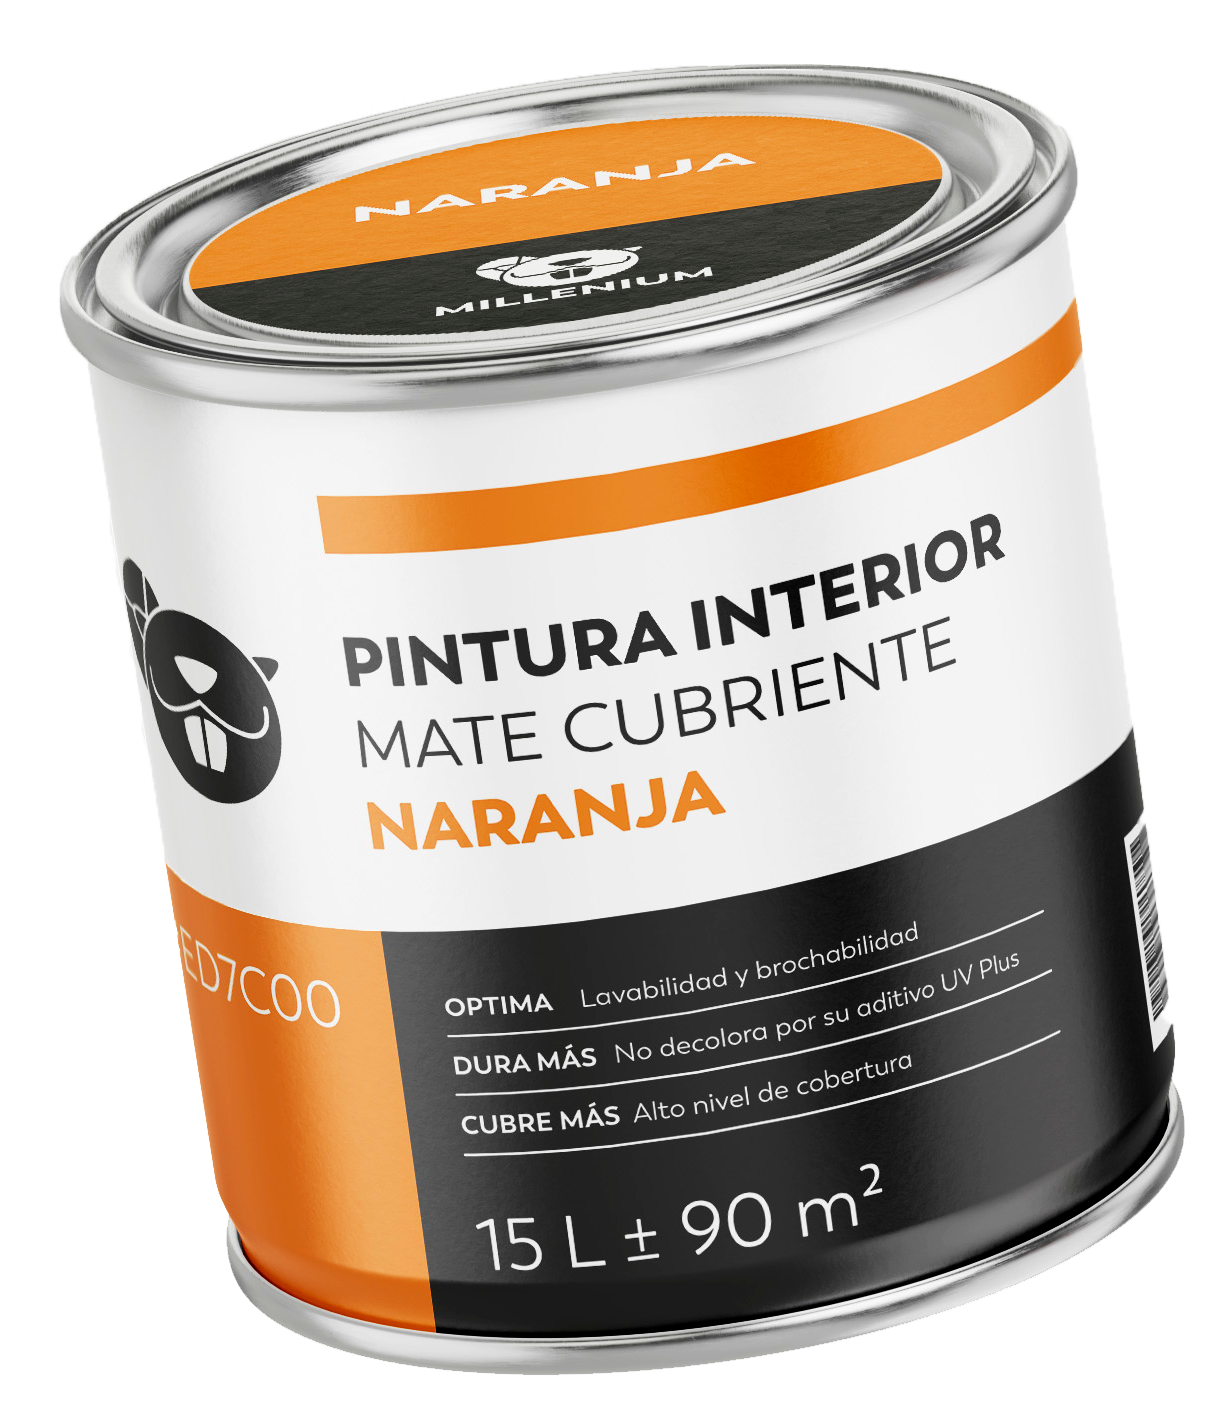 NARANJA
MILLENIUM
PINTURA INTERIOR
MATE CUBRIENTE
NARANJA
ED7C00
OPTIMA Lavabilidad y brochabilidad
DURA MÁS No decolora por su aditivo UV Plus
CUBRE MÁS Alto nivel de cobertura
15 L ± 90 m²